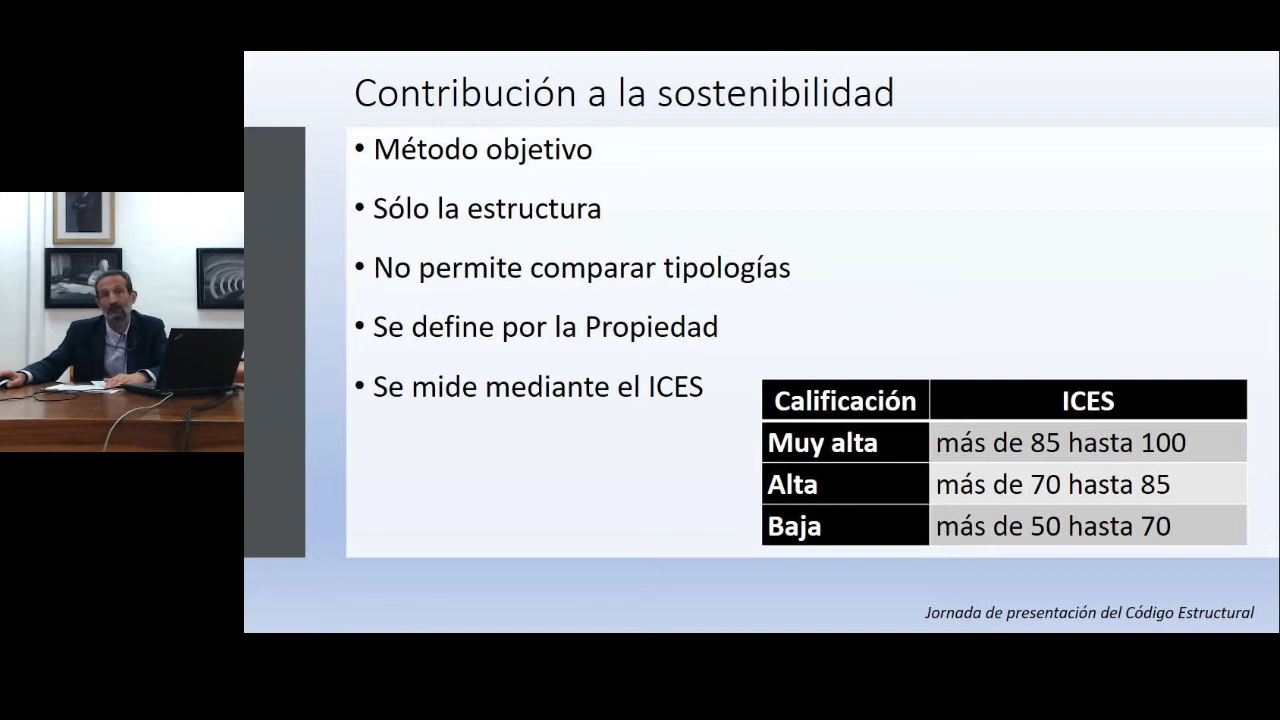 Contribución a la sostenibilidad
• Método objetivo
• Sólo la estructura
• No permite comparar tipologías
• Se define por la Propiedad
• Se mide mediante el ICES
Calificación ICES
Muy alta más de 85 hasta 100
Alta más de 70 hasta 85
Baja más de 50 hasta 70
Jornada de presentación del Código Estructural